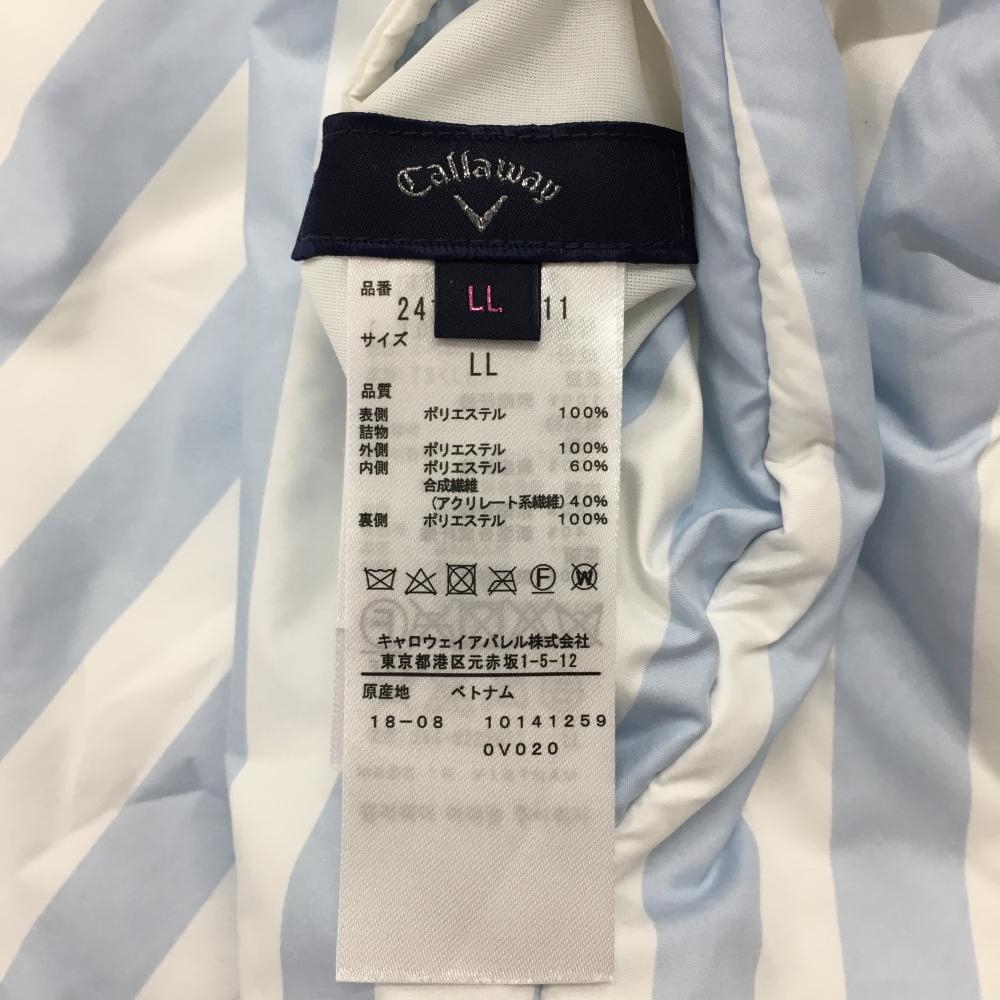 Callaway
LL
品番
241 11
サイズ
LL
品質
表側 ポリエステル 100%
詰物
外側 ポリエステル 100%
内側 ポリエステル 60%
合成繊維
(アクリレート系繊維) 40%
裏側 ポリエステル 100%
F W
キャロウェイアパレル株式会社
東京都港区元赤坂1-5-12
原産地 ベトナム
18-08 10141259
0V020
MADE IN VIETNAM